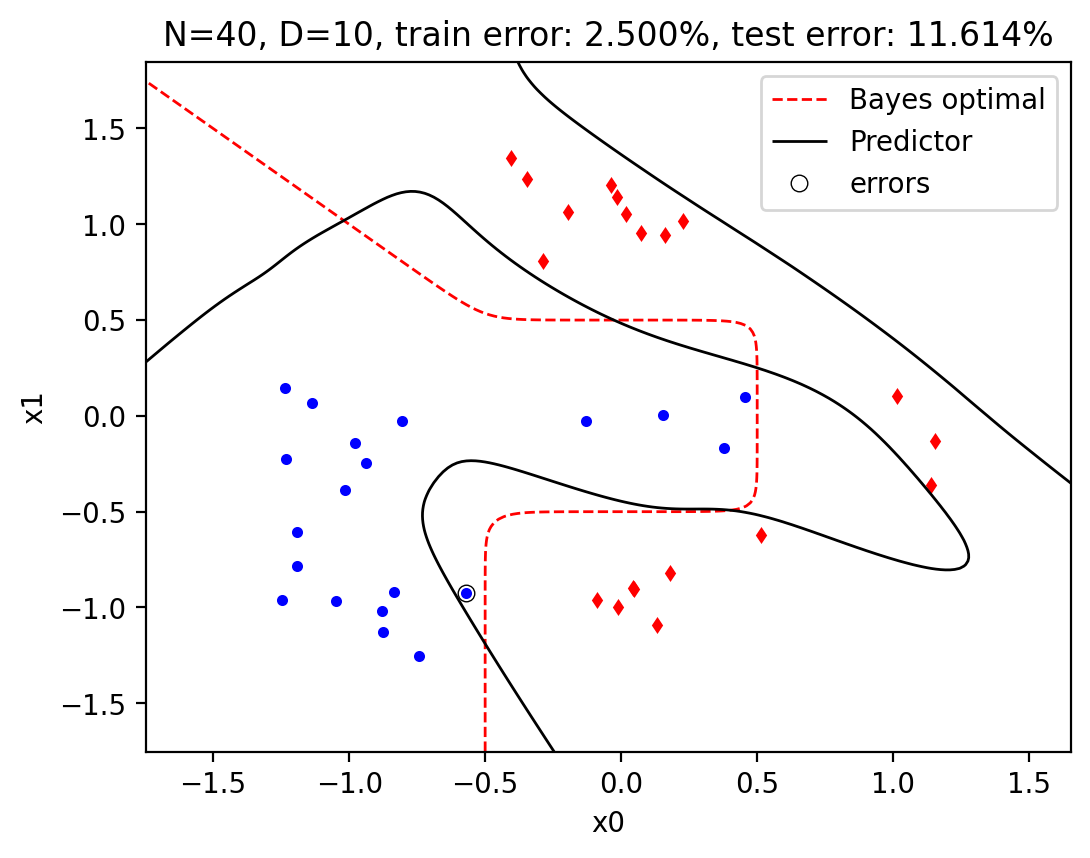 N=40, D=10, train error: 2.500%, test error: 11.614%
Bayes optimal
Predictor
errors
1.5
1.0
0.5
0.0
−0.5
−1.0
−1.5
x1
−1.5 −1.0 −0.5 0.0 0.5 1.0 1.5
x0